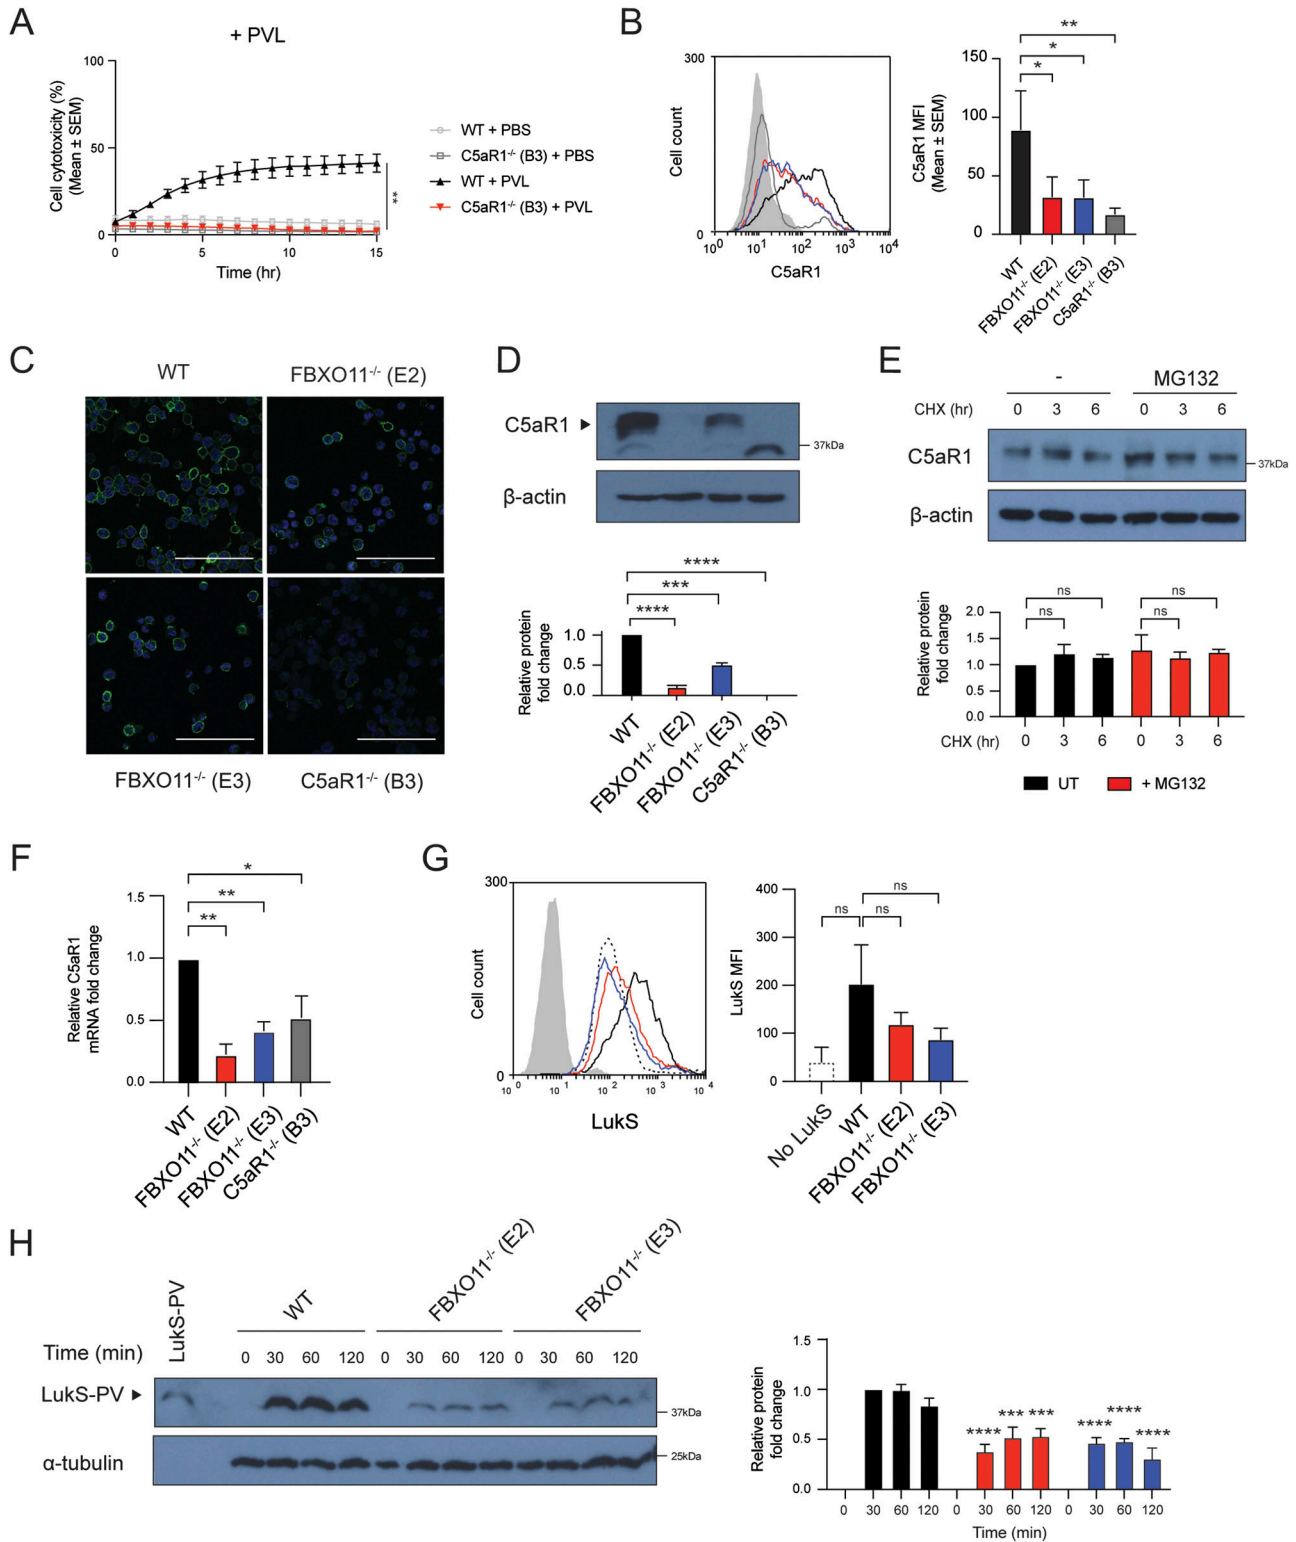 A
+ PVL
Cell cytotoxicity (%)
(Mean ± SEM)
100
50
0
0
5
10
15
Time (hr)
**
WT + PBS
C5aR1-/- (B3) + PBS
WT + PVL
C5aR1-/- (B3) + PVL
B
300
Cell count
0
10⁰
10¹
10²
10³
10⁴
C5aR1
C5aR1 MFI
(Mean ± SEM)
150
100
50
0
**
*
*
WT
FBXO11-/- (E2)
FBXO11-/- (E3)
C5aR1-/- (B3)
C
WT
FBXO11-/- (E2)
FBXO11-/- (E3)
C5aR1-/- (B3)
D
C5aR1
37kDa
β-actin
****
***
****
Relative protein
fold change
1.0
0.5
0.0
WT
FBXO11-/- (E2)
FBXO11-/- (E3)
C5aR1-/- (B3)
E
-
MG132
CHX (hr)
0
3
6
0
3
6
C5aR1
37kDa
β-actin
Relative protein
fold change
2.0
1.5
1.0
0.5
0.0
ns
ns
ns
ns
CHX (hr)
0
3
6
0
3
6
UT
+ MG132
F
Relative C5aR1
mRNA fold change
1.5
1.0
0.5
0.0
*
**
**
WT
FBXO11-/- (E2)
FBXO11-/- (E3)
C5aR1-/- (B3)
G
300
Cell count
0
10 0
10 1
10 2
10 3
10 4
LukS
LukS MFI
400
300
200
100
0
ns
ns
ns
No LukS
WT
FBXO11-/- (E2)
FBXO11-/- (E3)
H
LukS-PV
WT
FBXO11-/- (E2)
FBXO11-/- (E3)
Time (min)
0
30
60
120
0
30
60
120
0
30
60
120
LukS-PV
37kDa
α-tubulin
25kDa
Relative protein
fold change
1.5
1.0
0.5
0.0
****
***
***
****
****
****
0
30
60
120
0
30
60
120
0
30
60
120
Time (min)